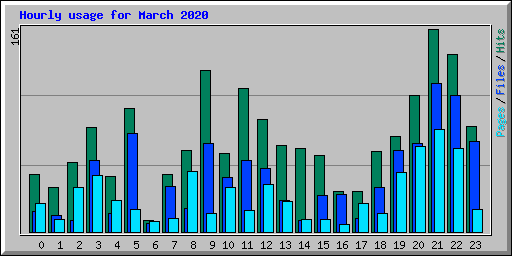 Hourly usage for March 2020
161
Pages / Files / Hits
0 1 2 3 4 5 6 7 8 9 10 11 12 13 14 15 16 17 18 19 20 21 22 23